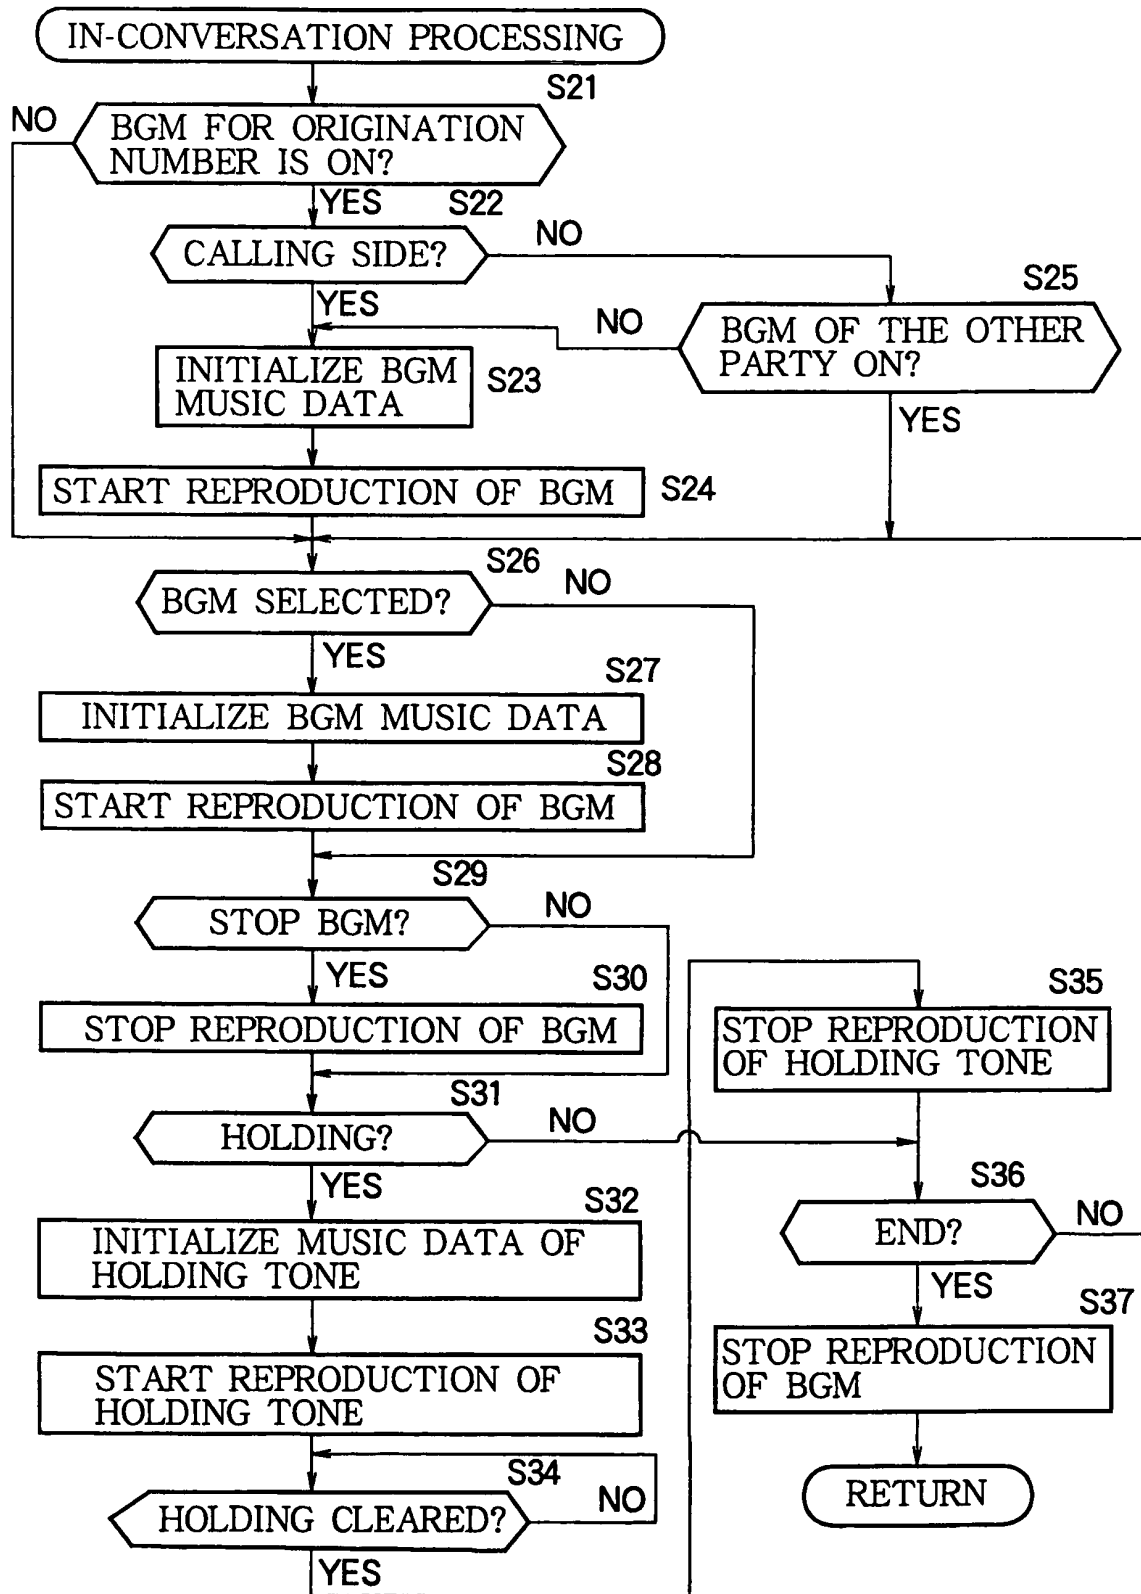 IN-CONVERSATION PROCESSING
S21
NO
BGM FOR ORIGINATION
NUMBER IS ON?
YES
S22
CALLING SIDE?
NO
YES
S25
NO
BGM OF THE OTHER
PARTY ON?
YES
INITIALIZE BGM
MUSIC DATA
S23
START REPRODUCTION OF BGM
S24
S26
BGM SELECTED?
NO
YES
S27
INITIALIZE BGM MUSIC DATA
S28
START REPRODUCTION OF BGM
S29
STOP BGM?
NO
YES
S30
STOP REPRODUCTION OF BGM
S31
HOLDING?
NO
YES
S32
INITIALIZE MUSIC DATA OF
HOLDING TONE
S33
START REPRODUCTION OF
HOLDING TONE
S34
HOLDING CLEARED?
NO
YES
S35
STOP REPRODUCTION
OF HOLDING TONE
S36
END?
NO
YES
S37
STOP REPRODUCTION
OF BGM
RETURN